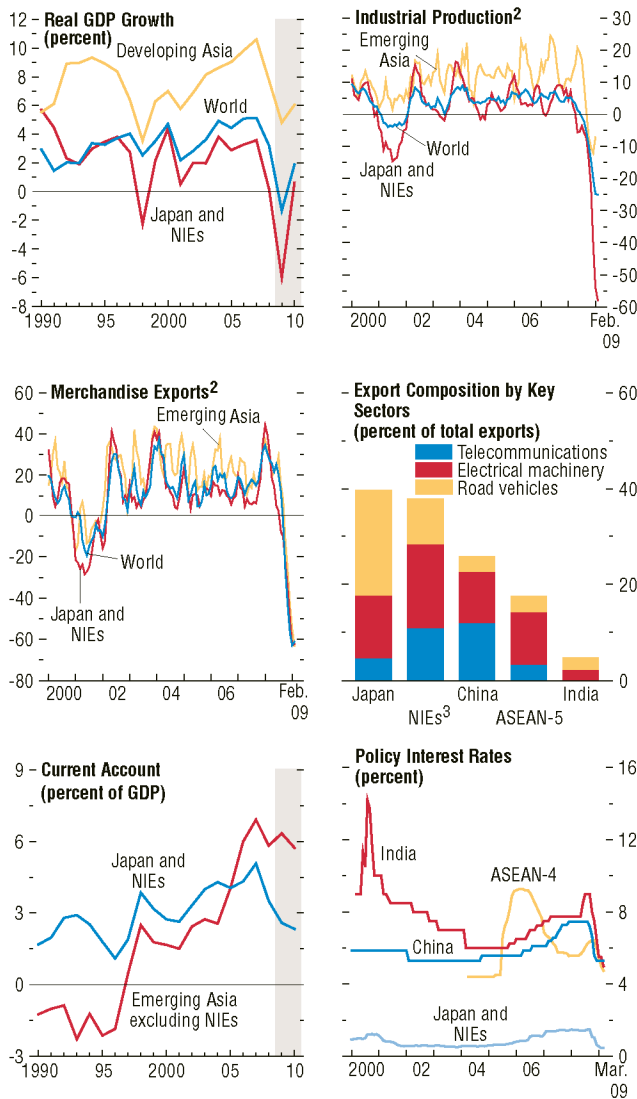 Real GDP Growth
(percent)
12
10
8
6
4
2
0
-2
-4
-6
-8
Developing Asia
World
Japan and
NIEs
1990 95 2000 05 10
Industrial Production2
30
20
10
0
-10
-20
-30
-40
-50
-60
Emerging
Asia
World
Japan and
NIEs
2000 02 04 06 Feb.
09
Merchandise Exports2
60
40
20
0
-20
-40
-60
-80
Emerging Asia
World
Japan and
NIEs
2000 02 04 06 Feb.
09
Export Composition by Key
Sectors
(percent of total exports)
Telecommunications
Electrical machinery
Road vehicles
60
40
20
0
Japan China India
NIEs3 ASEAN-5
Current Account
(percent of GDP)
9
6
3
0
-3
Japan and
NIEs
Emerging Asia
excluding NIEs
1990 95 2000 05 10
Policy Interest Rates
(percent)
16
12
8
4
0
India
ASEAN-4
China
Japan and
NIEs
2000 02 04 06 Mar.
09